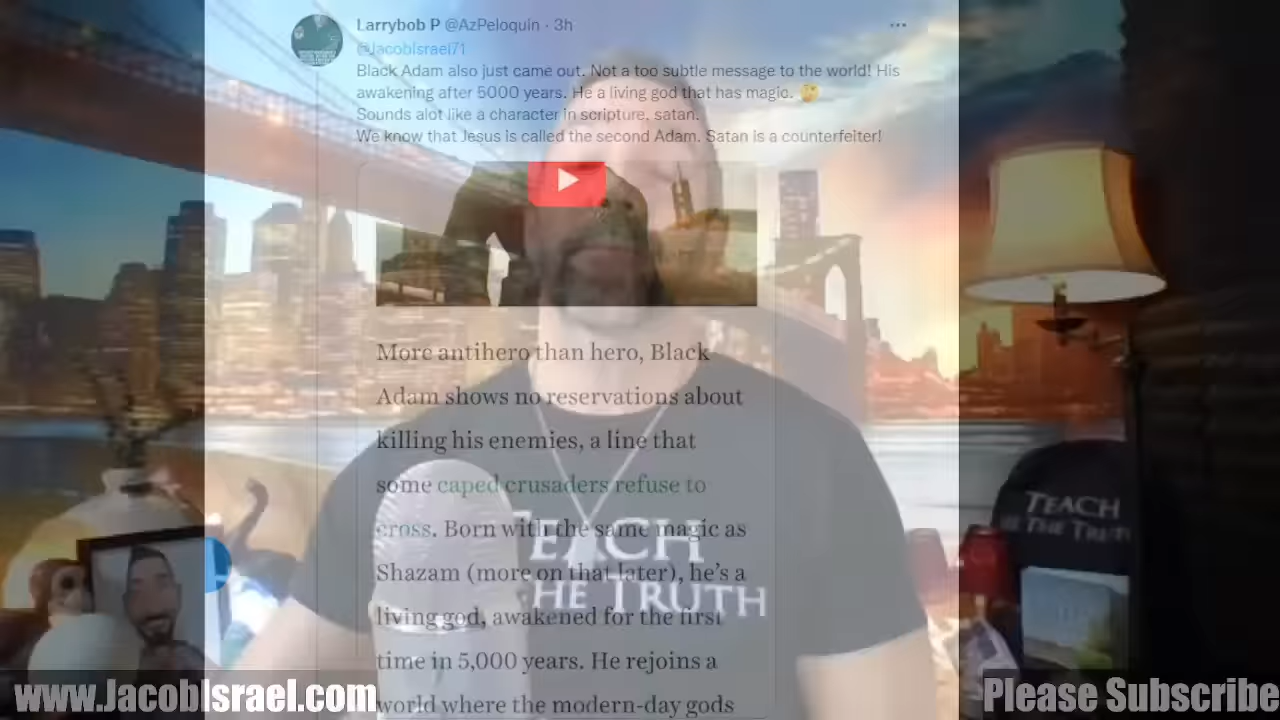 Larrybob P @AzPeloquin · 3h
@JacobIsrael71
Black Adam also just came out. Not a too subtle message to the world! His
awakening after 5000 years. He a living god that has magic. 🤔
Sounds alot like a character in scripture, satan.
We know that Jesus is called the second Adam. Satan is a counterfeiter!
More antihero than hero, Black
Adam shows no reservations about
killing his enemies, a line that
some caped crusaders refuse to
cross. Born with the same magic as
Shazam (more on that later), he's a
living god, awakened for the first
time in 5,000 years. He rejoins a
world where the modern-day gods
TEACH
HE TRUTH
TEACH
THE TRUTH
www.JacobIsrael.com
Please Subscribe